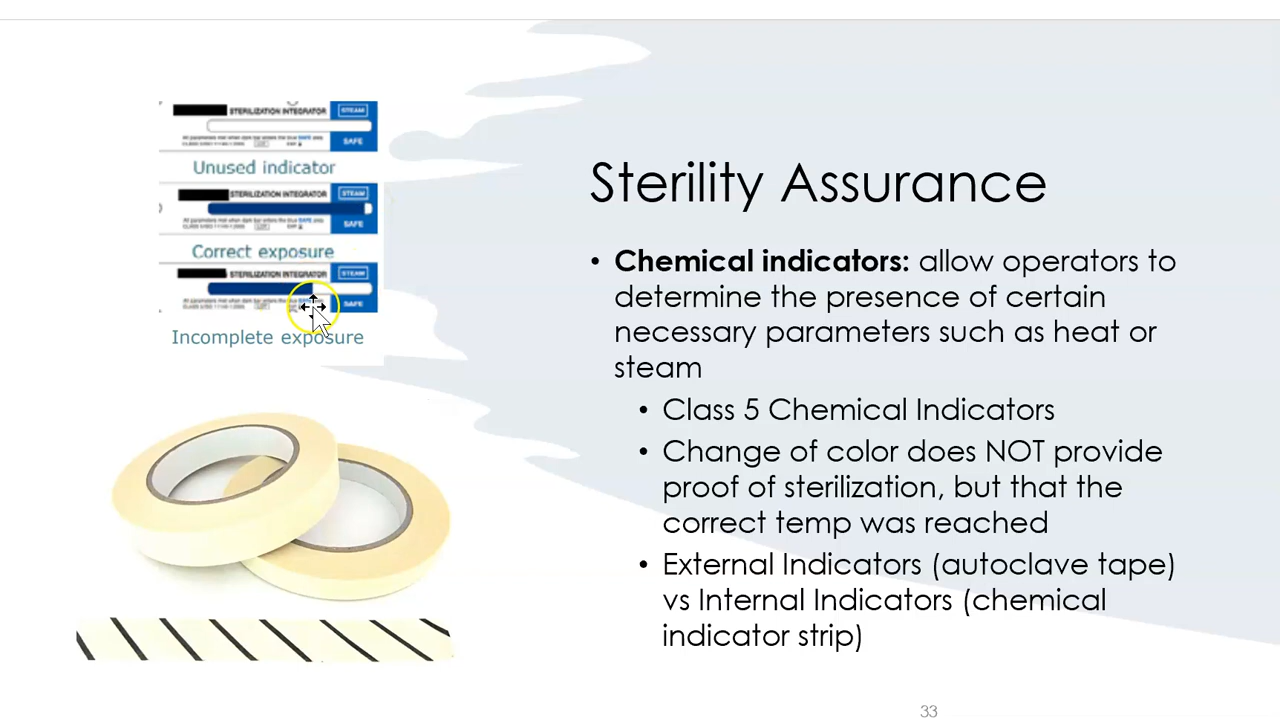 STERILIZATION INTEGRATOR STEAM
SAFE
Unused indicator
STERILIZATION INTEGRATOR STEAM
SAFE
Correct exposure
STERILIZATION INTEGRATOR STEAM
SAFE
Incomplete exposure
Sterility Assurance
• Chemical indicators: allow operators to
determine the presence of certain
necessary parameters such as heat or
steam
• Class 5 Chemical Indicators
• Change of color does NOT provide
proof of sterilization, but that the
correct temp was reached
• External Indicators (autoclave tape)
vs Internal Indicators (chemical
indicator strip)
33